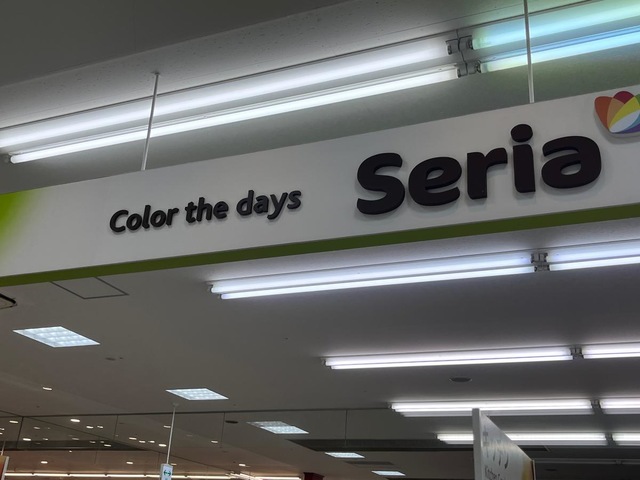 Color the days Seria